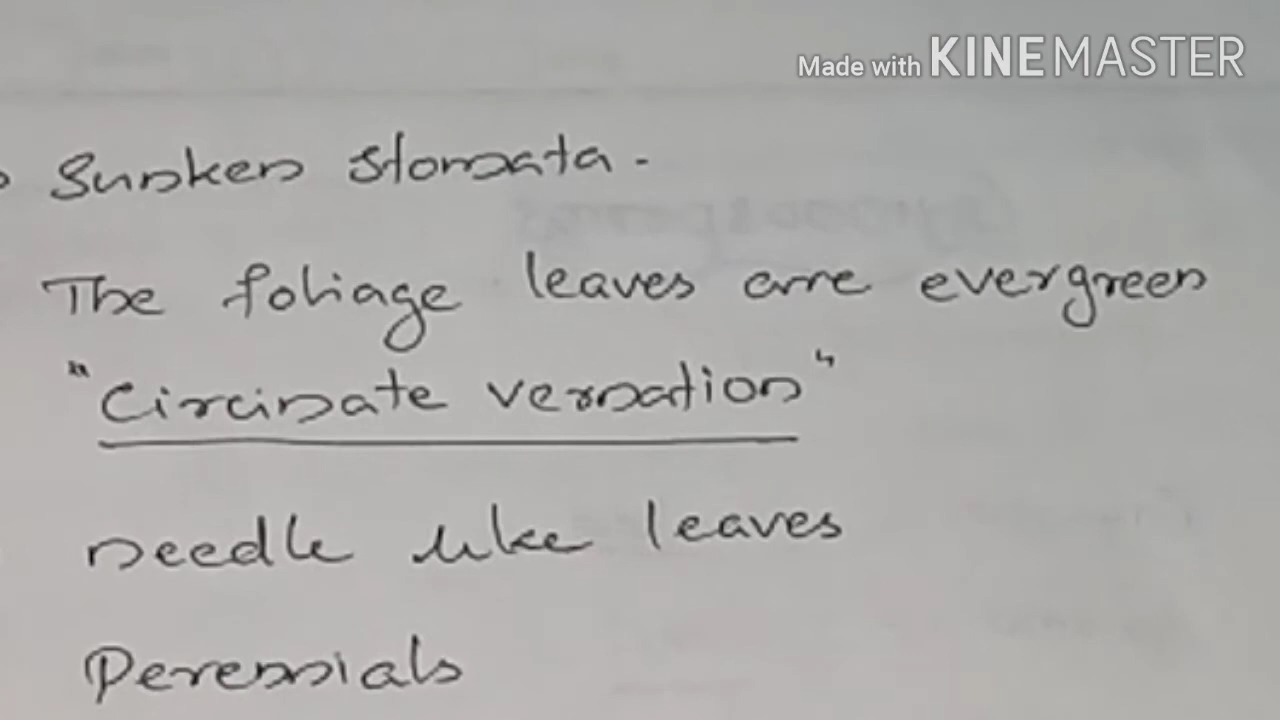 Made with KINEMASTER
Sunken stomata -
The foliage leaves are evergreen
"Circinate vernation"
needle like leaves
Perennials